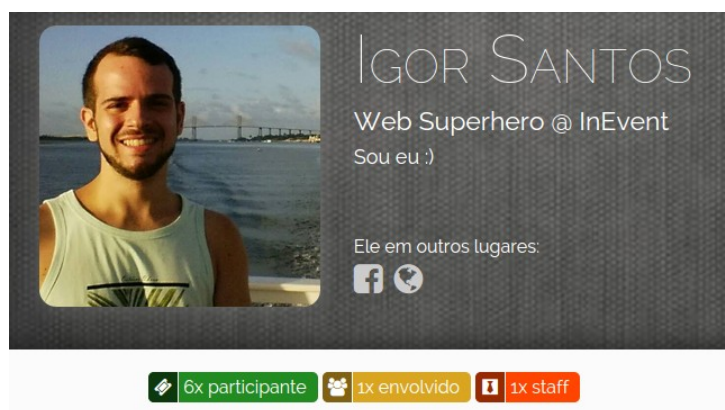 Igor Santos
Web Superhero @ InEvent
Sou eu :)
Ele em outros lugares:
6x participante 1x envolvido 1x staff